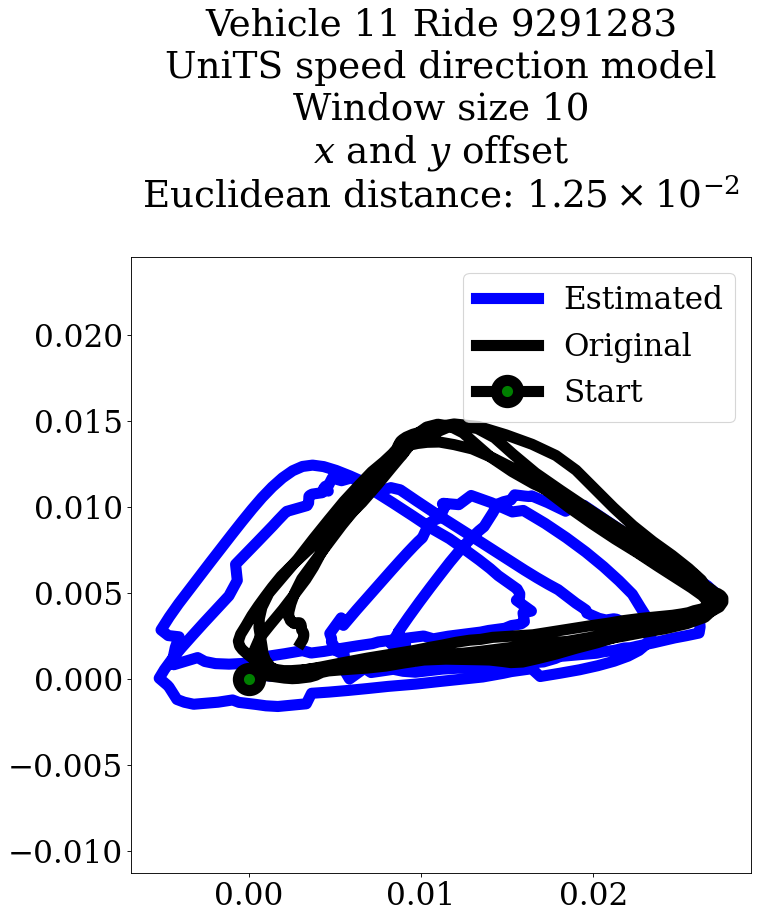 Vehicle 11 Ride 9291283
UniTS speed direction model
Window size 10
x and y offset
Euclidean distance: 1.25 × 10⁻²
Estimated
Original
Start
0.020
0.015
0.010
0.005
0.000
−0.005
−0.010
0.00 0.01 0.02